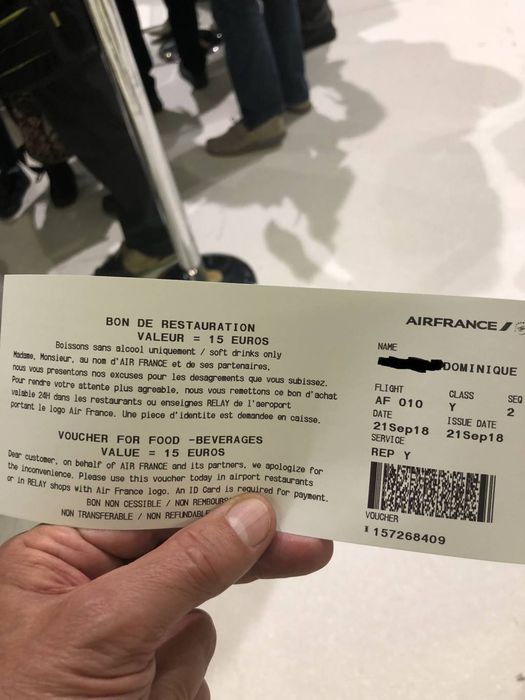 BON DE RESTAURATION
VALEUR = 15 EUROS
Boissons sans alcool uniquement / soft drinks only
Madame, Monsieur, au nom d'AIR FRANCE et de ses partenaires,
nous vous presentons nos excuses pour les desagrements que vous subissez.
Pour rendre votre attente plus agreable, nous vous remettons ce bon d'achat
valable 24H dans les restaurants ou enseignes RELAY de l'aeroport
portant le logo Air France. Une piece d'identite est demandee en caisse.
VOUCHER FOR FOOD -BEVERAGES
VALUE = 15 EUROS
Dear customer, on behalf of AIR FRANCE and its partners, we apologize for
the inconvenience. Please use this voucher today in airport restaurants
or in RELAY shops with Air France logo. An ID Card is required for payment.
BON NON CESSIBLE / NON REMBOURS
NON TRANSFERABLE / NON REFUNDABLE
AIRFRANCE
NAME
DOMINIQUE
FLIGHT CLASS SEQ
AF 010 Y 2
DATE ISSUE DATE
21Sep18 21Sep18
SERVICE
REP Y
VOUCHER
I 157268409